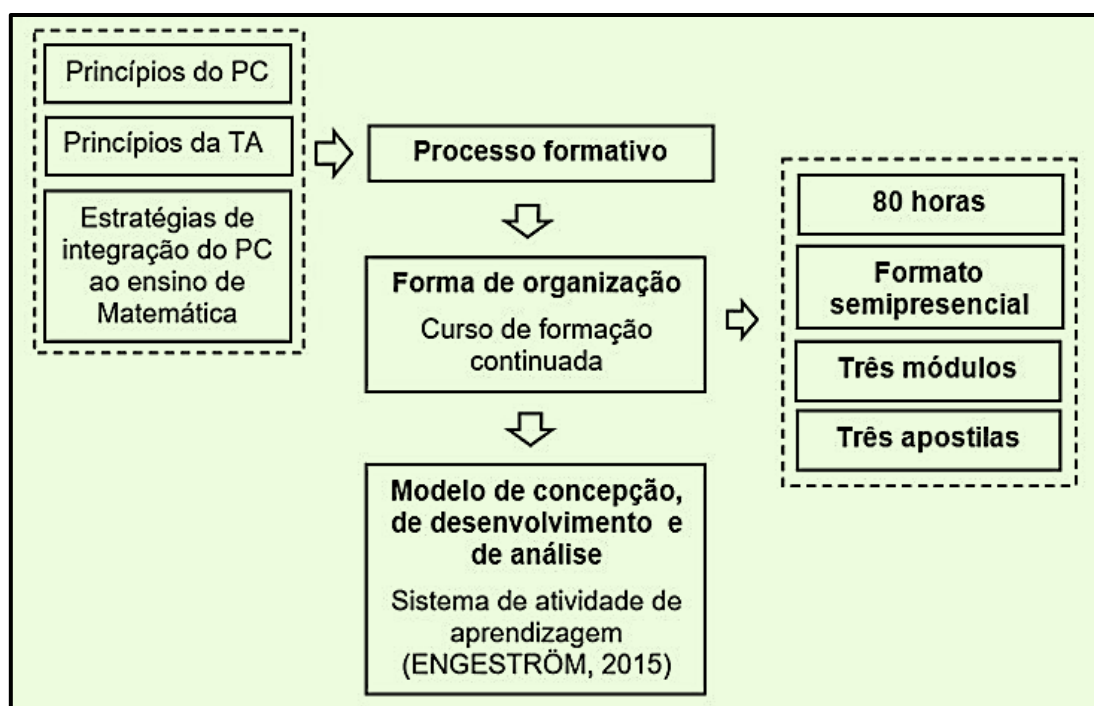 Princípios do PC
Princípios da TA
Estratégias de
integração do PC
ao ensino de
Matemática
Processo formativo
Forma de organização
Curso de formação
continuada
Modelo de concepção,
de desenvolvimento e
de análise
Sistema de atividade de
aprendizagem
(ENGESTRÖM, 2015)
80 horas
Formato
semipresencial
Três módulos
Três apostilas